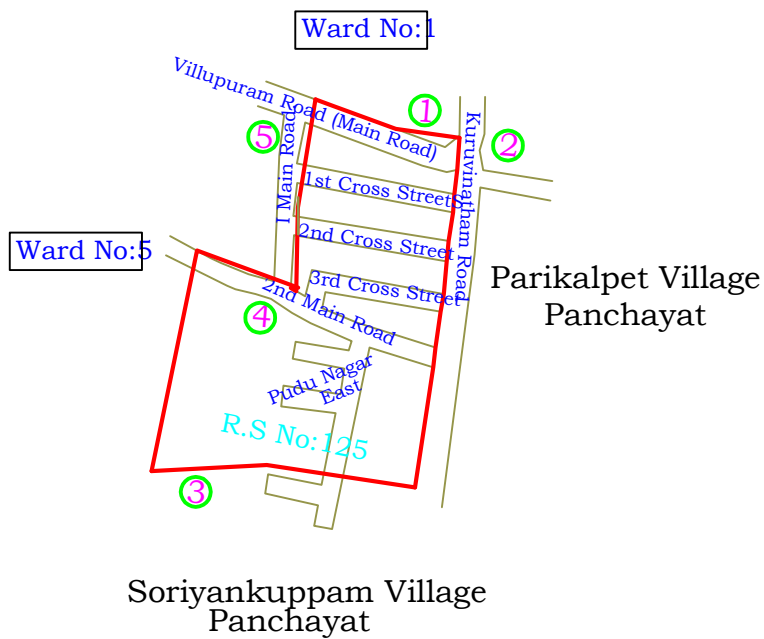 Ward No:1
Villupuram Road (Main Road)
1
Kuruvinatham Road
2
5
I Main Road
1st Cross StreetS
2nd Cross Street
3rd Cross Street
Ward No:5
2nd Main Road
4
Parikalpet Village
Panchayat
Pudu Nagar
East
R.S No:125
3
Soriyankuppam Village
Panchayat